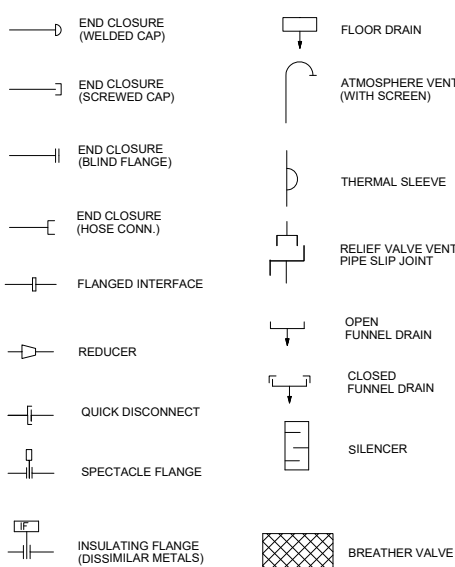 END CLOSURE
(WELDED CAP)
END CLOSURE
(SCREWED CAP)
END CLOSURE
(BLIND FLANGE)
END CLOSURE
(HOSE CONN.)
FLANGED INTERFACE
REDUCER
QUICK DISCONNECT
SPECTACLE FLANGE
IF
INSULATING FLANGE
(DISSIMILAR METALS)
FLOOR DRAIN
ATMOSPHERE VENT
(WITH SCREEN)
THERMAL SLEEVE
RELIEF VALVE VENT
PIPE SLIP JOINT
OPEN
FUNNEL DRAIN
CLOSED
FUNNEL DRAIN
SILENCER
BREATHER VALVE